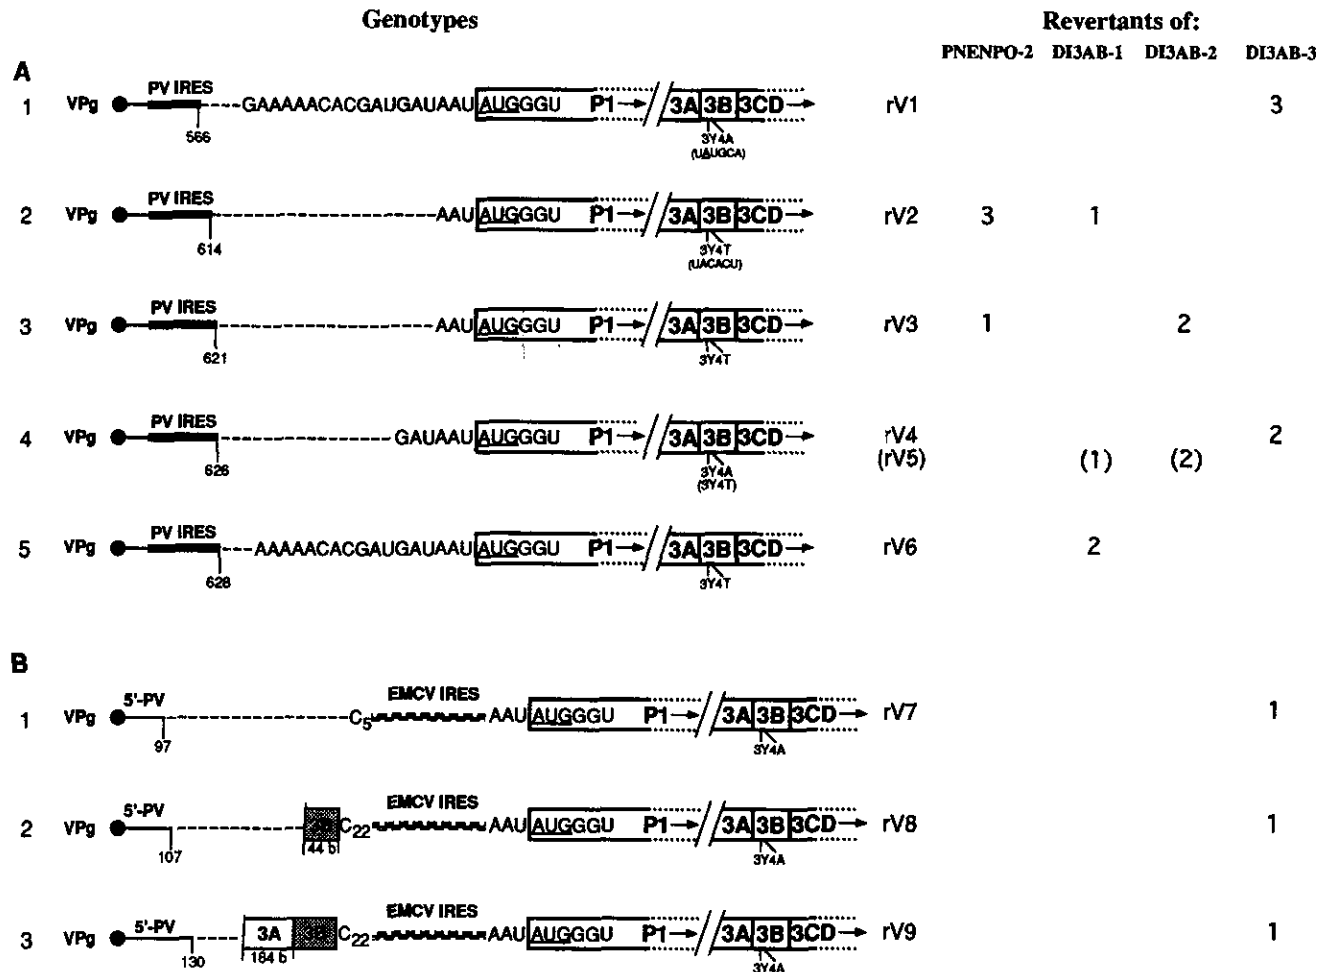 Genotypes Revertants of:
PNENPO-2 DI3AB-1 DI3AB-2 DI3AB-3
A
PV IRES
1 VPg GAAAAACACGAUGAUAAU AUGGGU P1 3A 3B 3CD rV1 3
566 3Y4A
(UAUGCA)
PV IRES
2 VPg AAU AUGGGU P1 3A 3B 3CD rV2 3 1
614 3Y4T
(UACACU)
PV IRES
3 VPg AAU AUGGGU P1 3A 3B 3CD rV3 1 2
621 3Y4T
PV IRES
4 VPg GAUAAU AUGGGU P1 3A 3B 3CD rV4 2
626 3Y4A (rV5) (1) (2)
(3Y4T)
PV IRES
5 VPg AAAAACACGAUGAUAAU AUGGGU P1 3A 3B 3CD rV6 2
628 3Y4T
B
5'-PV EMCV IRES
1 VPg C5 AAU AUGGGU P1 3A 3B 3CD rV7 1
97 3Y4A
5'-PV EMCV IRES
2 VPg 3B C22 AAU AUGGGU P1 3A 3B 3CD rV8 1
107 44 b 3Y4A
5'-PV EMCV IRES
3 VPg 3A 3B C22 AAU AUGGGU P1 3A 3B 3CD rV9 1
130 184 b 3Y4A